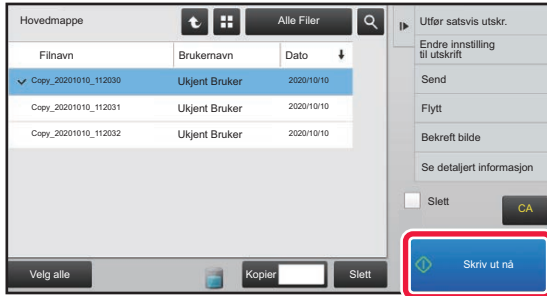 Hovedmappe
Alle Filer
Filnavn Brukernavn Dato
Copy_20201010_112030 Ukjent Bruker 2020/10/10
Copy_20201010_112031 Ukjent Bruker 2020/10/10
Copy_20201010_112032 Ukjent Bruker 2020/10/10
Velg alle
Kopier
Slett
Utfør satsvis utskr.
Endre innstilling
til utskrift
Send
Flytt
Bekreft bilde
Se detaljert informasjon
Slett
CA
Skriv ut nå